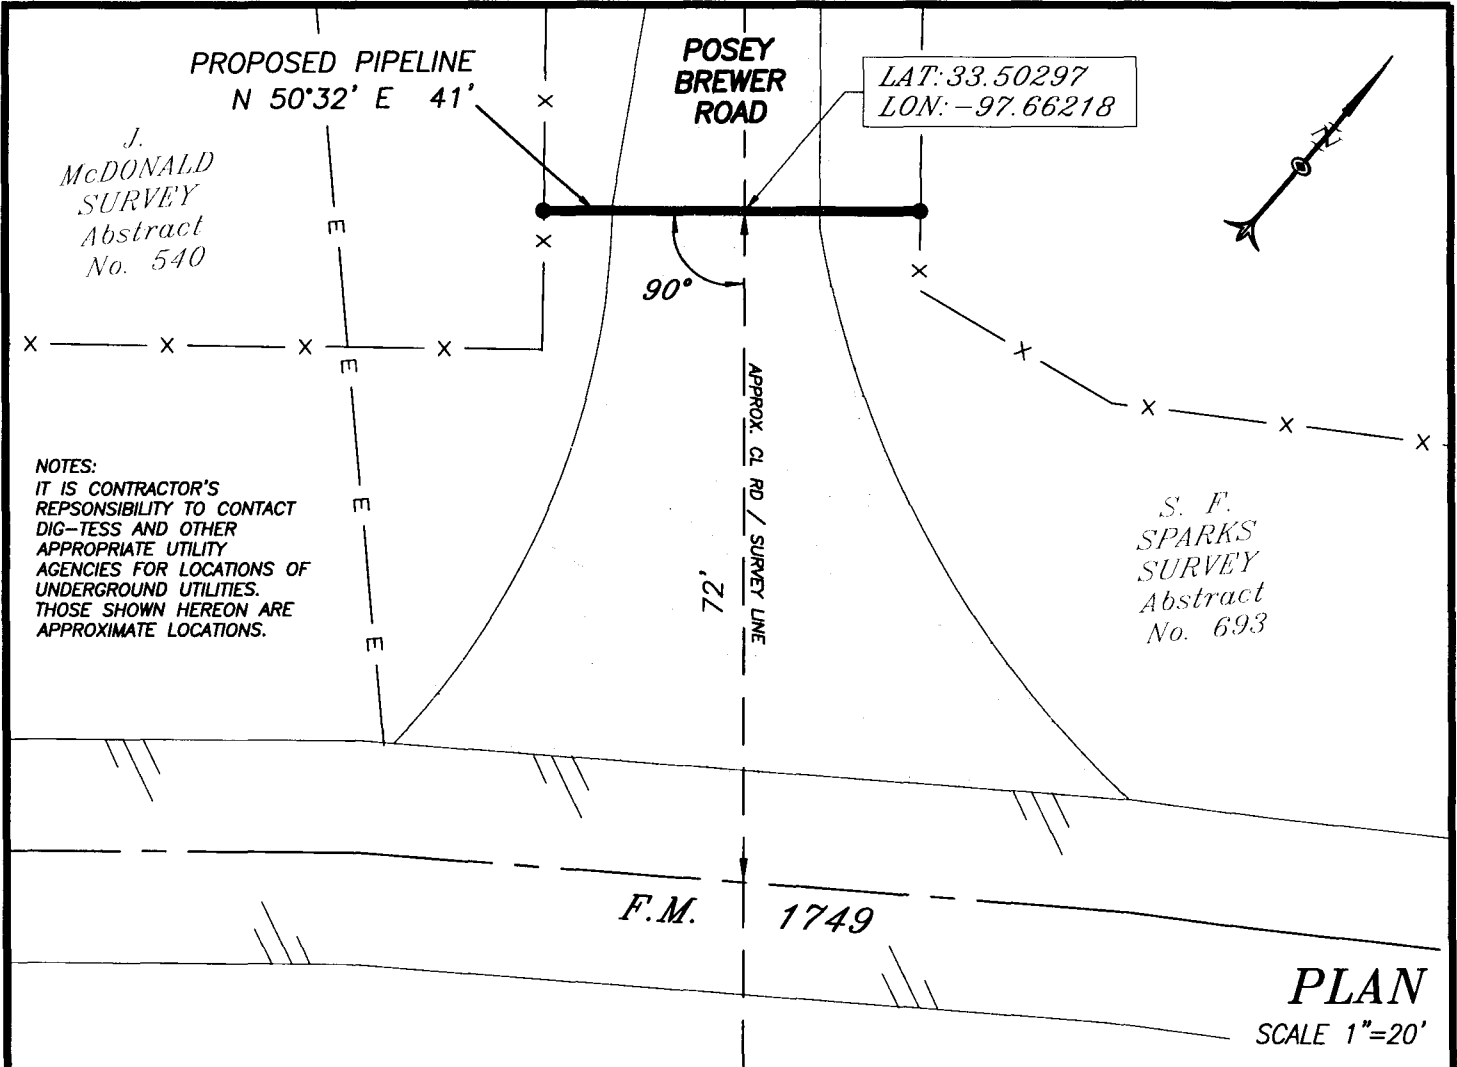 PROPOSED PIPELINE
N 50°32' E 41'
POSEY
BREWER
ROAD
LAT: 33.50297
LON: -97.66218
N
J.
McDONALD
SURVEY
Abstract
No. 540
X
X
E
90°
X
X
X
X
X
E
X
X
X
X
APPROX. CL RD / SURVEY LINE
72'
NOTES:
IT IS CONTRACTOR'S
REPSONSIBILITY TO CONTACT
DIG-TESS AND OTHER
APPROPRIATE UTILITY
AGENCIES FOR LOCATIONS OF
UNDERGROUND UTILITIES.
THOSE SHOWN HEREON ARE
APPROXIMATE LOCATIONS.
E
E
S. F.
SPARKS
SURVEY
Abstract
No. 693
F.M. 1749
PLAN
SCALE 1"=20'